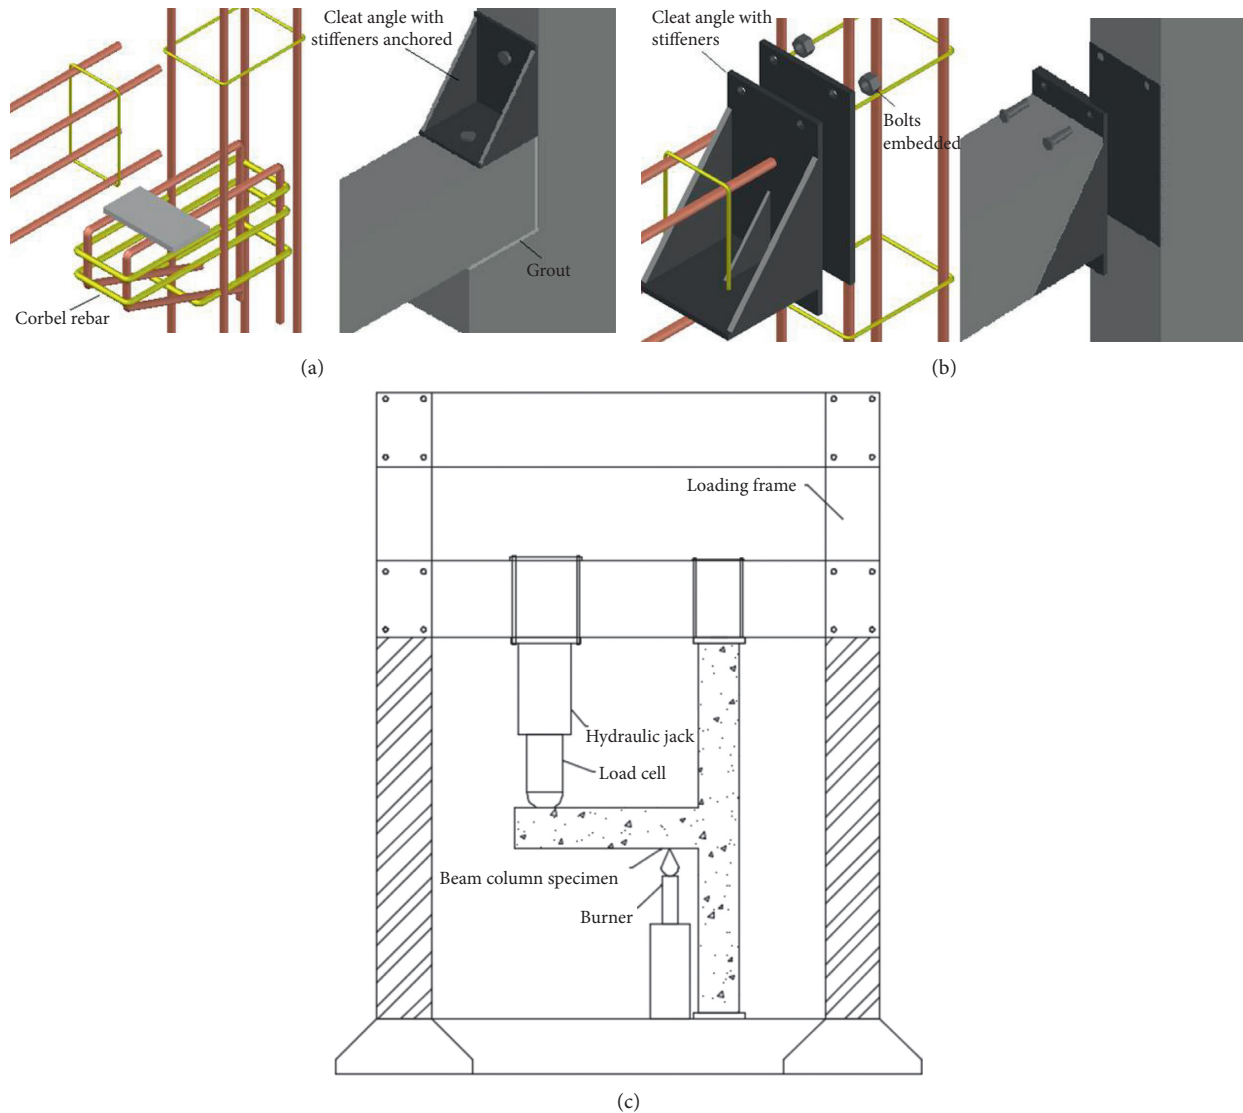 Cleat angle with
stiffeners anchored
Corbel rebar
Grout
(a)
Cleat angle with
stiffeners
Bolts
embedded
(b)
Loading frame
Hydraulic jack
Load cell
Beam column specimen
Burner
(c)